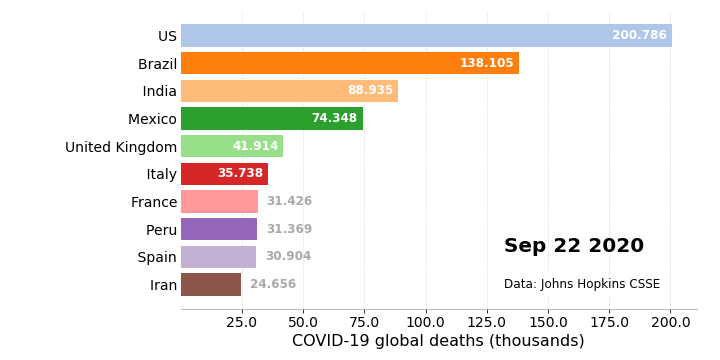 US 200.786
Brazil 138.105
India 88.935
Mexico 74.348
United Kingdom 41.914
Italy 35.738
France 31.426
Peru 31.369
Spain 30.904
Iran 24.656
Sep 22 2020
Data: Johns Hopkins CSSE
25.0 50.0 75.0 100.0 125.0 150.0 175.0 200.0
COVID-19 global deaths (thousands)